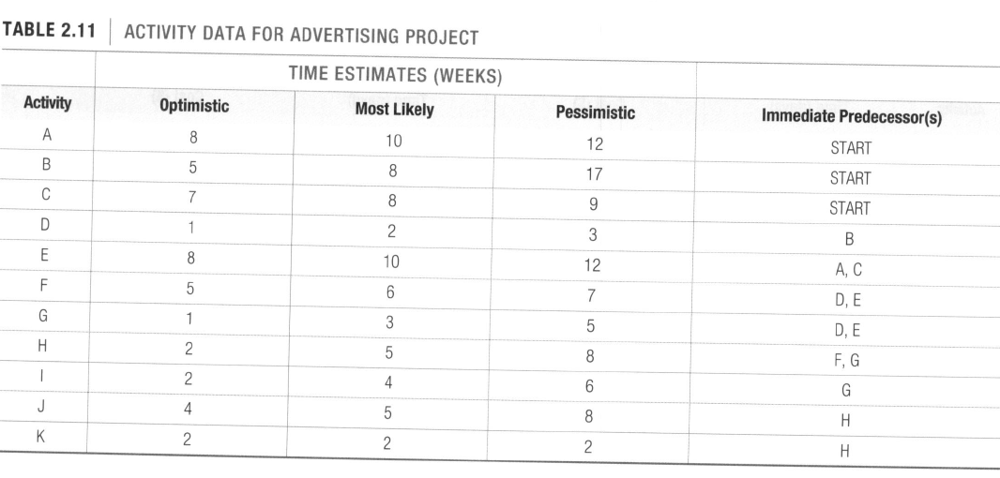 TABLE 2.11 | ACTIVITY DATA FOR ADVERTISING PROJECT
TIME ESTIMATES (WEEKS)
Activity Optimistic Most Likely Pessimistic Immediate Predecessor(s)
A 8 10 12 START
B 5 8 17 START
C 7 8 9 START
D 1 2 3 B
E 8 10 12 A, C
F 5 6 7 D, E
G 1 3 5 D, E
H 2 5 8 F, G
I 2 4 6 G
J 4 5 8 H
K 2 2 2 H